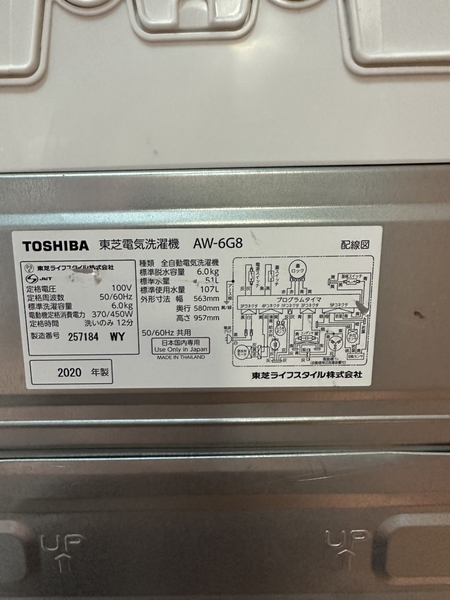 TOSHIBA 東芝電気洗濯機 AW-6G8 配線図
東芝ライフスタイル株式会社
JET
定格電圧 100V
定格周波数 50/60Hz
標準洗濯容量 6.0kg
電動機定格消費電力 370/450W
定格時間 洗いのみ 12分
製造番号 257184 WY
2020 年製
種類 全自動電気洗濯機
標準脱水容量 6.0kg
標準水量 51L
標準使用水量 107L
外形寸法 幅 563mm
奥行 580mm
高さ 957mm
50/60Hz 共用
日本国内専用
Use Only in Japan
MADE IN THAILAND
ロック
プログラムタイマ
東芝ライフスタイル株式会社
UP
UP